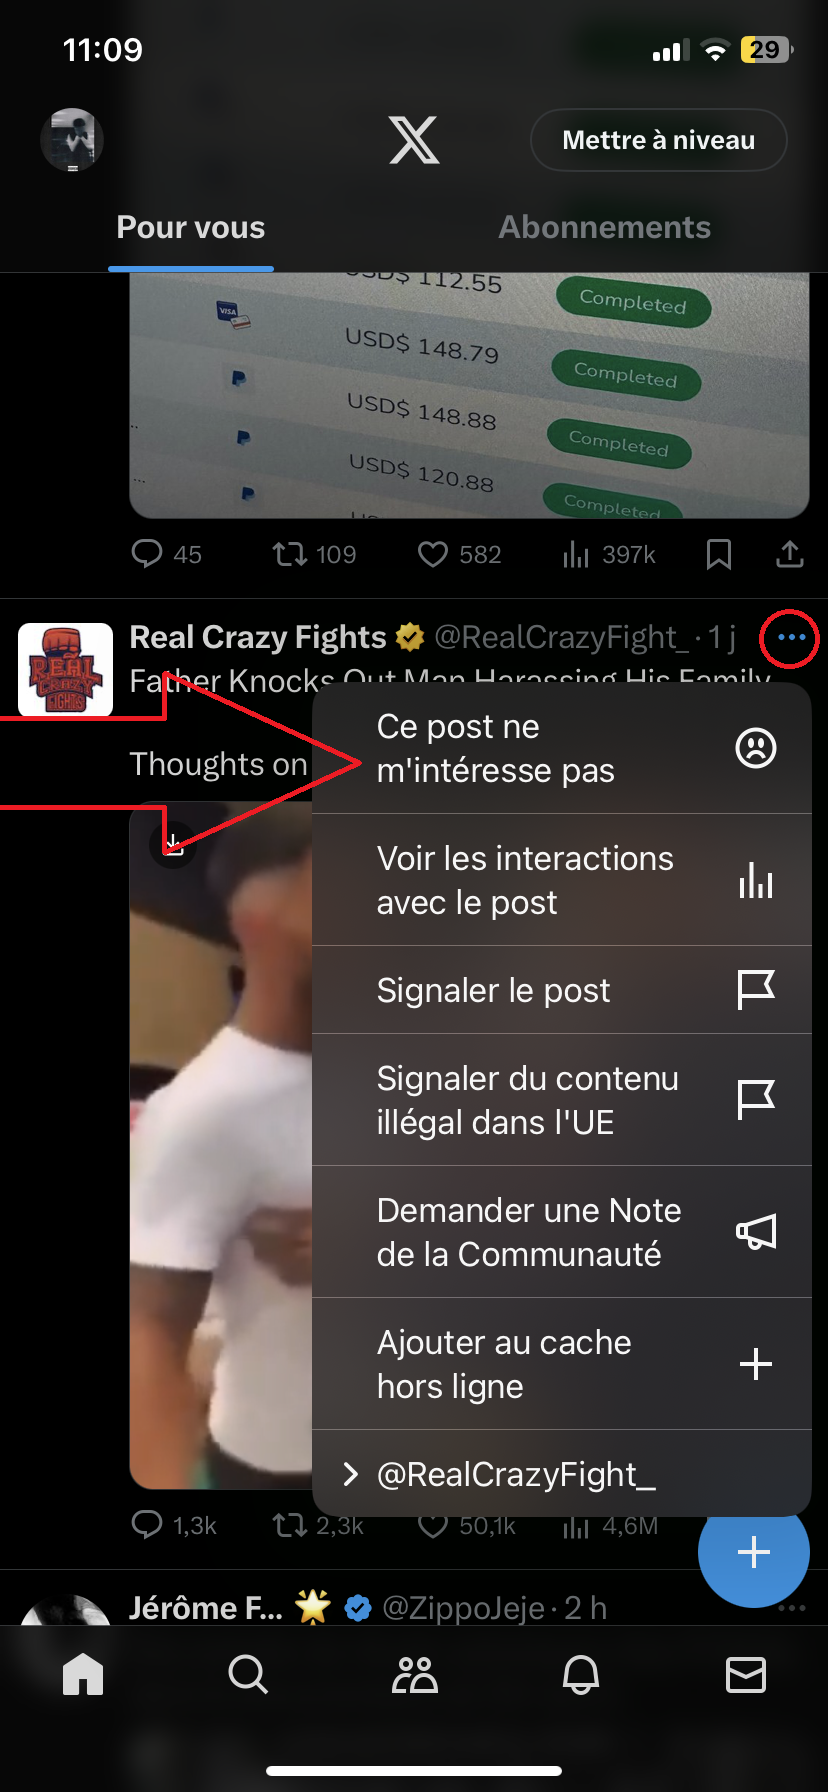 11:09
29
Mettre à niveau
Pour vous
Abonnements
USD$ 112.55
Completed
VISA
USD$ 148.79
Completed
USD$ 148.88
Completed
USD$ 120.88
Completed
45
109
582
397k
Real Crazy Fights @RealCrazyFight_ · 1 j
REAL
CRAZY
FIGHTS
Father Knocks Out Man Harassing His Family
Thoughts on
Ce post ne
m'intéresse pas
Voir les interactions
avec le post
Signaler le post
Signaler du contenu
illégal dans l'UE
Demander une Note
de la Communauté
Ajouter au cache
hors ligne
@RealCrazyFight_
1,3k
2,3k
50,1k
4,6M
Jérôme F... @ZippoJeje · 2 h